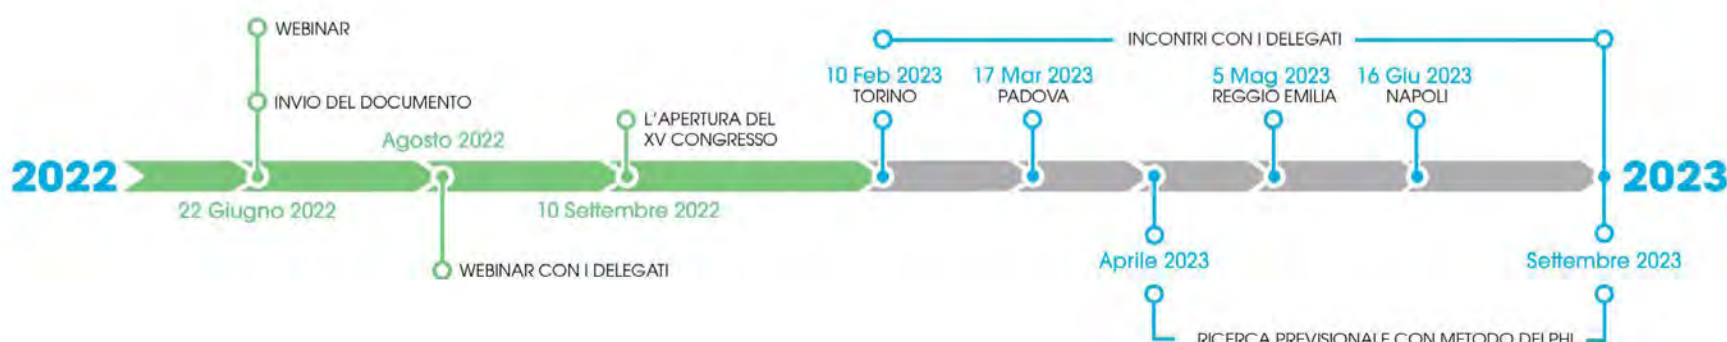 WEBINAR
INVIO DEL DOCUMENTO
Agosto 2022
L'APERTURA DEL
XV CONGRESSO
INCONTRI CON I DELEGATI
10 Feb 2023
TORINO
17 Mar 2023
PADOVA
5 Mag 2023
REGGIO EMILIA
16 Giu 2023
NAPOLI
2022
2023
22 Giugno 2022
10 Settembre 2022
WEBINAR CON I DELEGATI
Aprile 2023
Settembre 2023
RICERCA PREVISIONALE CON METODO DELPHI